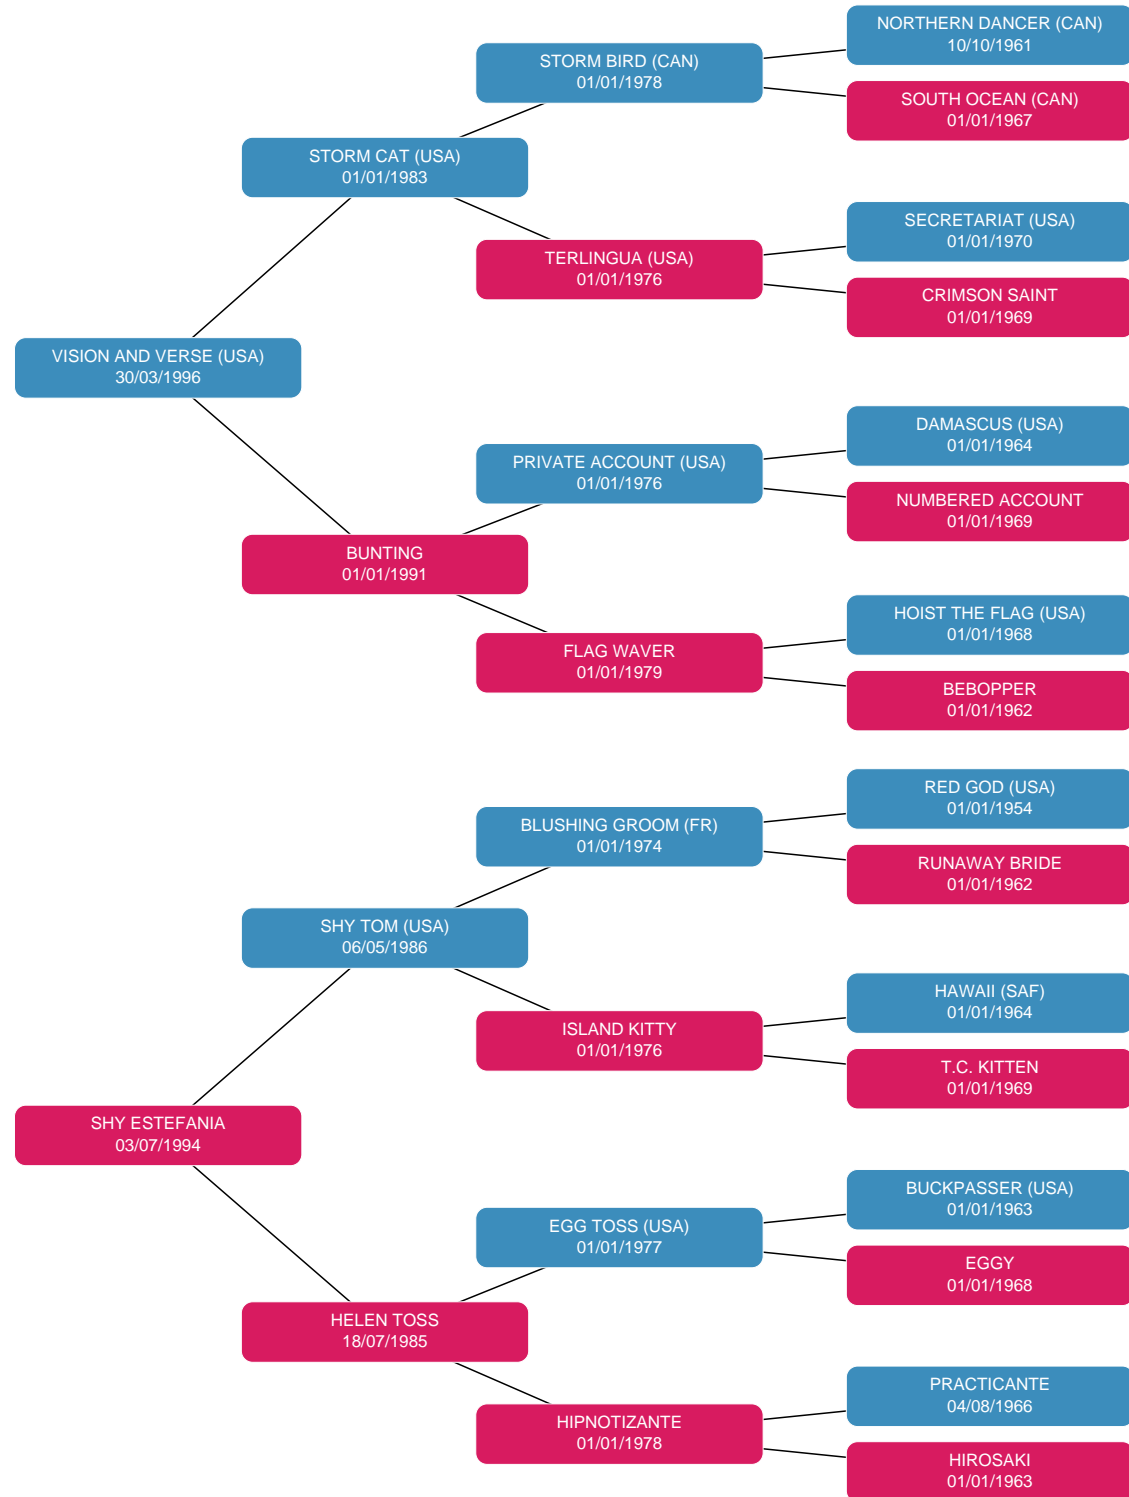 NORTHERN DANCER (CAN)
10/10/1961
STORM BIRD (CAN)
01/01/1978
SOUTH OCEAN (CAN)
01/01/1967
STORM CAT (USA)
01/01/1983
SECRETARIAT (USA)
01/01/1970
TERLINGUA (USA)
01/01/1976
CRIMSON SAINT
01/01/1969
VISION AND VERSE (USA)
30/03/1996
DAMASCUS (USA)
01/01/1964
PRIVATE ACCOUNT (USA)
01/01/1976
NUMBERED ACCOUNT
01/01/1969
BUNTING
01/01/1991
HOIST THE FLAG (USA)
01/01/1968
FLAG WAVER
01/01/1979
BEBOPPER
01/01/1962
RED GOD (USA)
01/01/1954
BLUSHING GROOM (FR)
01/01/1974
RUNAWAY BRIDE
01/01/1962
SHY TOM (USA)
06/05/1986
HAWAII (SAF)
01/01/1964
ISLAND KITTY
01/01/1976
T.C. KITTEN
01/01/1969
SHY ESTEFANIA
03/07/1994
BUCKPASSER (USA)
01/01/1963
EGG TOSS (USA)
01/01/1977
EGGY
01/01/1968
HELEN TOSS
18/07/1985
PRACTICANTE
04/08/1966
HIPNOTIZANTE
01/01/1978
HIROSAKI
01/01/1963